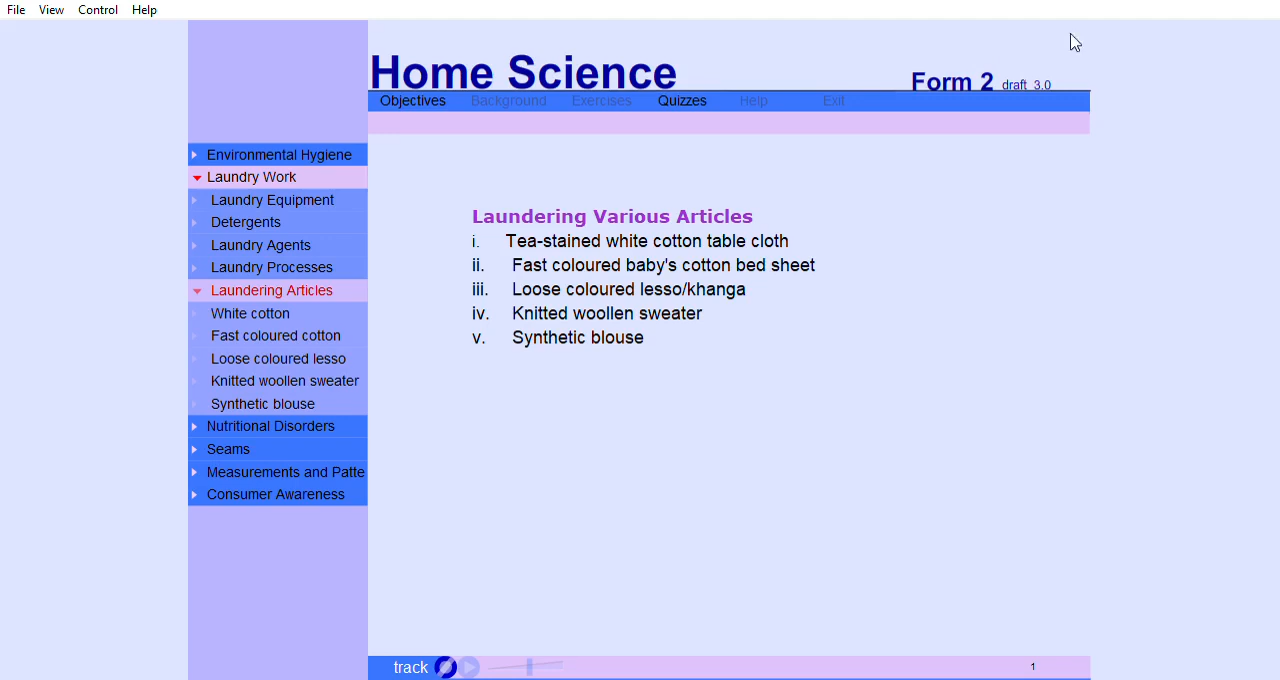 File View Control Help
Home Science
Form 2 draft 3.0
Objectives Background Exercises Quizzes Help Exit
Environmental Hygiene
Laundry Work
Laundry Equipment
Detergents
Laundry Agents
Laundry Processes
Laundering Articles
White cotton
Fast coloured cotton
Loose coloured lesso
Knitted woollen sweater
Synthetic blouse
Nutritional Disorders
Seams
Measurements and Patte
Consumer Awareness
Laundering Various Articles
i. Tea-stained white cotton table cloth
ii. Fast coloured baby's cotton bed sheet
iii. Loose coloured lesso/khanga
iv. Knitted woollen sweater
v. Synthetic blouse
track
1